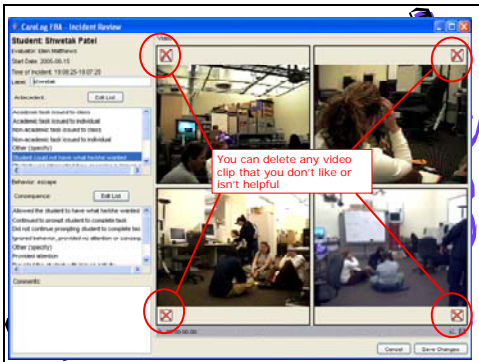 CareLog FBA - Incident Review
Student: Shwetak Patel
Evaluator: Ellen Matthews
Start Date: 2005-08-15
Time of Incident: 19:06:25-19:07:25
Label: shwetak
Antecedent: Edit List
Academic task issued to class
Academic task issued to individual
Non-academic task issued to class
Non-academic task issued to individual
Other (specify)
Student could not have what he/she wanted
Behavior: escape
Consequence: Edit List
Allowed the student to have what he/she wanted
Continued to prompt student to complete task
Did not continue prompting student to complete tas
Ignored behavior, provided no attention or consequ
Other (specify)
Provided attention
Comments:
Video
You can delete any video
clip that you don't like or
isn't helpful
Cancel Save Changes